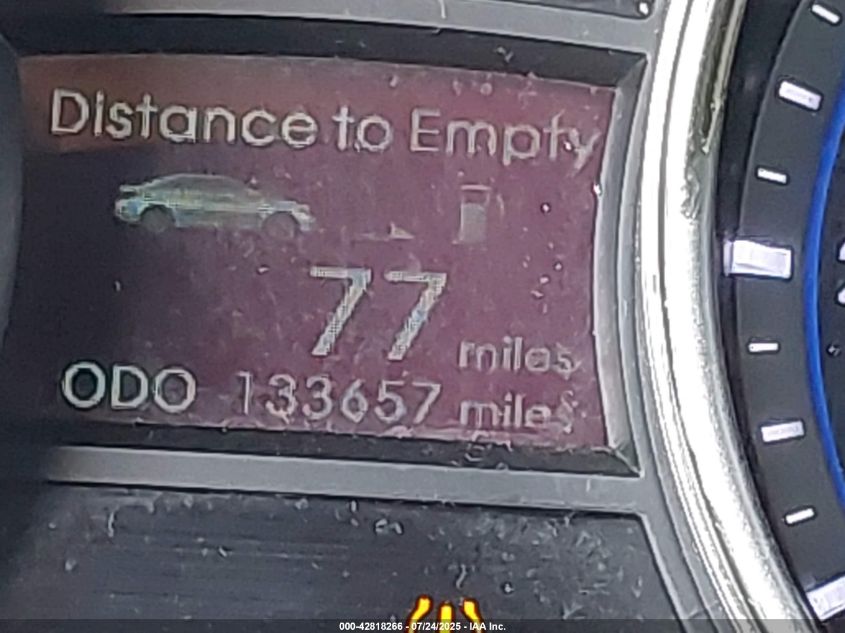 Distance to Empty
77 miles
ODO 133657 miles
000-42818266 - 07/24/2025 - IAA Inc.